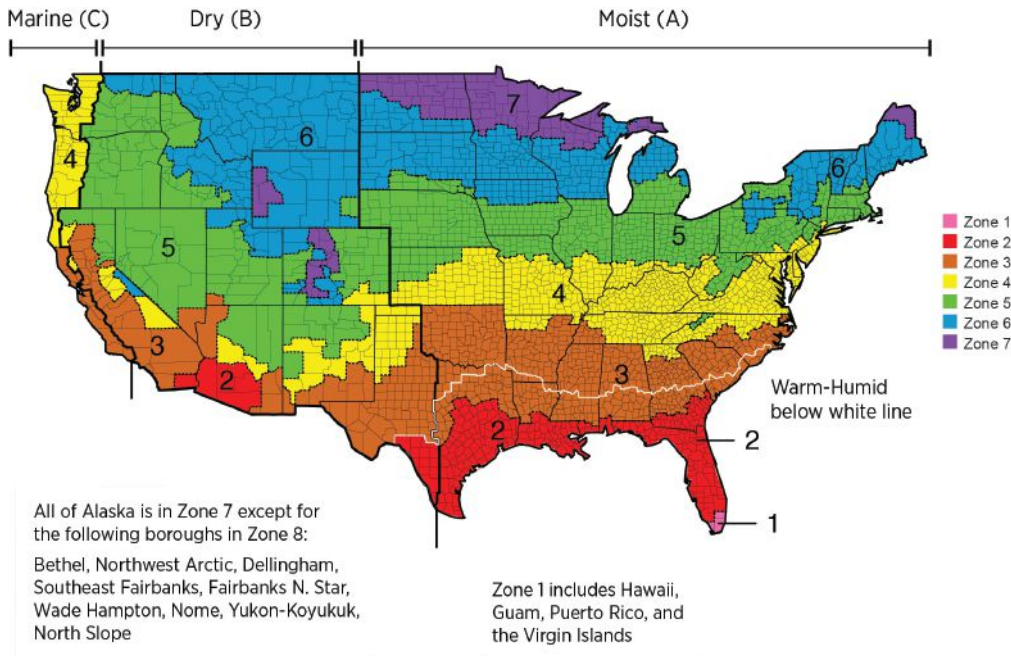 Marine (C)
Dry (B)
Moist (A)
7
6
4
6
5
5
4
3
3
2
2
2
1
Zone 1
Zone 2
Zone 3
Zone 4
Zone 5
Zone 6
Zone 7
Warm-Humid
below white line
All of Alaska is in Zone 7 except for
the following boroughs in Zone 8:
Bethel, Northwest Arctic, Dellingham,
Southeast Fairbanks, Fairbanks N. Star,
Wade Hampton, Nome, Yukon-Koyukuk,
North Slope
Zone 1 includes Hawaii,
Guam, Puerto Rico, and
the Virgin Islands